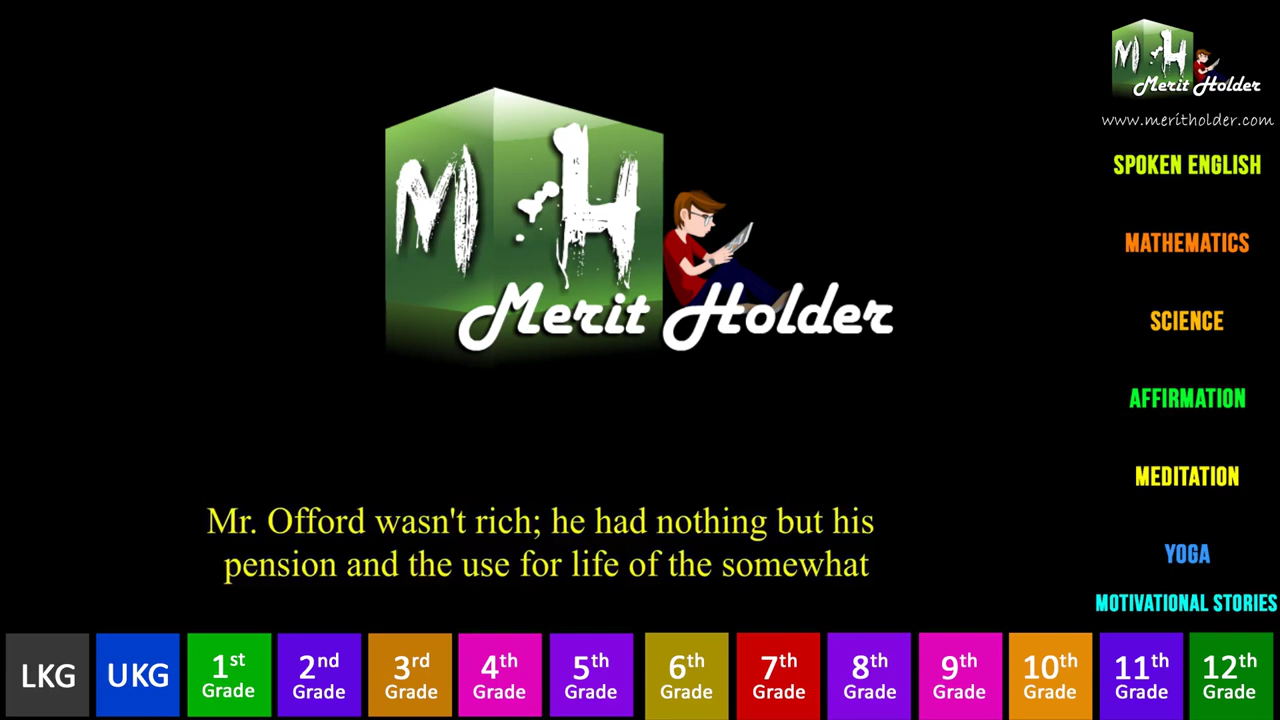 M H
Merit Holder
M H
Merit Holder
www.meritholder.com
SPOKEN ENGLISH
MATHEMATICS
SCIENCE
AFFIRMATION
MEDITATION
YOGA
MOTIVATIONAL STORIES
Mr. Offord wasn't rich; he had nothing but his
pension and the use for life of the somewhat
LKG
UKG
1st Grade
2nd Grade
3rd Grade
4th Grade
5th Grade
6th Grade
7th Grade
8th Grade
9th Grade
10th Grade
11th Grade
12th Grade